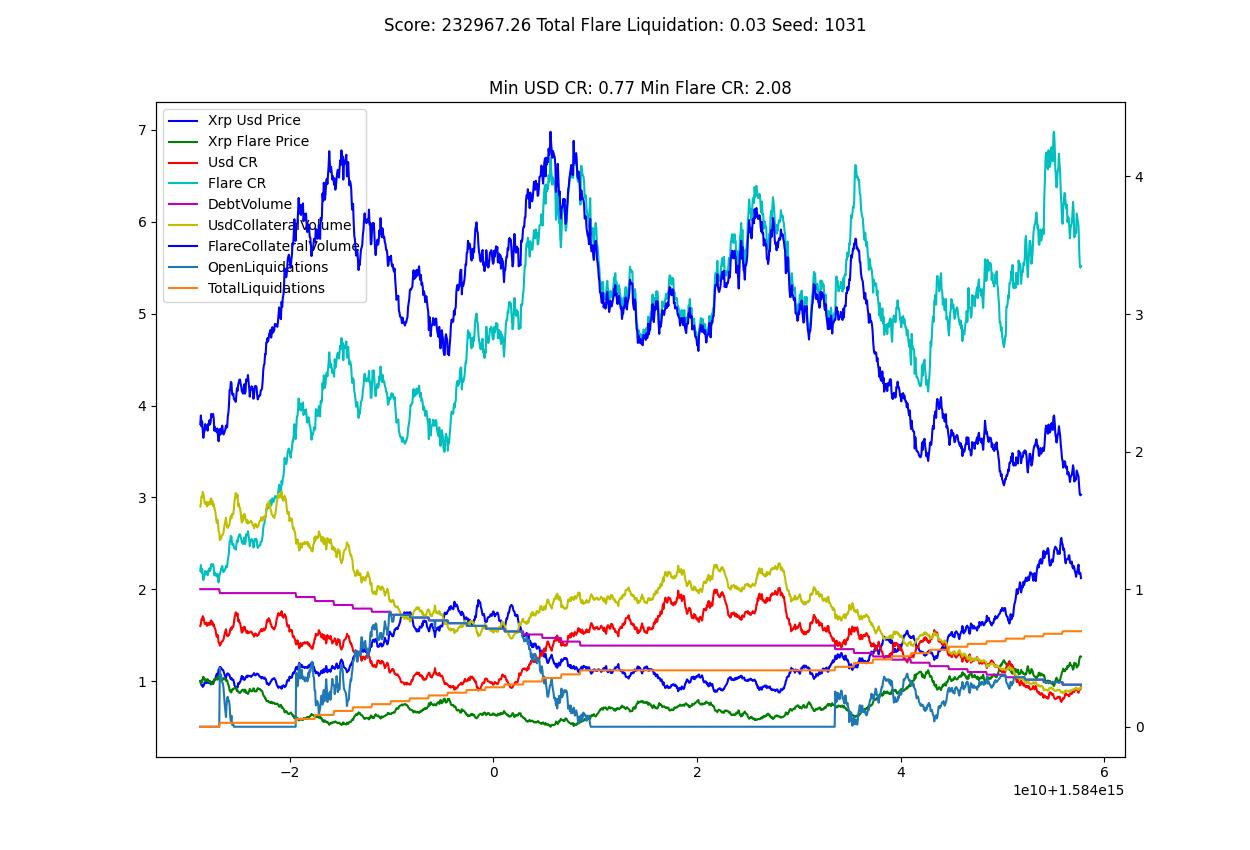 Score: 232967.26 Total Flare Liquidation: 0.03 Seed: 1031
Min USD CR: 0.77 Min Flare CR: 2.08
Xrp Usd Price
Xrp Flare Price
Usd CR
Flare CR
DebtVolume
UsdCollateralVolume
FlareCollateralVolume
OpenLiquidations
TotalLiquidations
7
6
5
4
3
2
1
4
3
2
1
0
−2
0
2
4
6
1e10+1.584e15